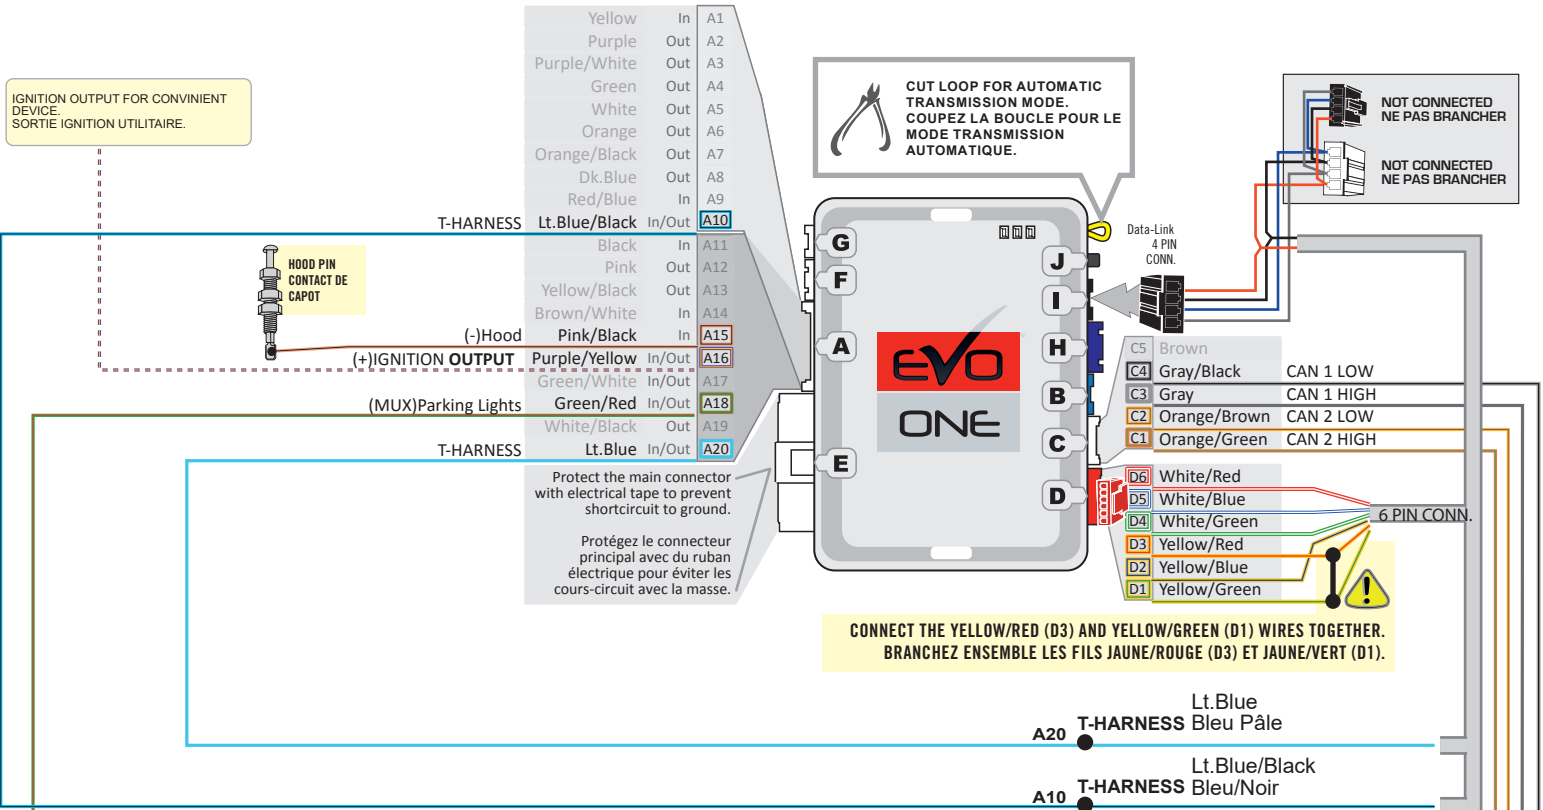 Yellow In A1
Purple Out A2
Purple/White Out A3
Green Out A4
White Out A5
Orange Out A6
Orange/Black Out A7
Dk.Blue Out A8
Red/Blue In A9
T-HARNESS Lt.Blue/Black In/Out A10
Black In A11
Pink Out A12
Yellow/Black Out A13
Brown/White In A14
(-)Hood Pink/Black In A15
(+)IGNITION OUTPUT Purple/Yellow In/Out A16
Green/White In/Out A17
(MUX)Parking Lights Green/Red In/Out A18
White/Black Out A19
T-HARNESS Lt.Blue In/Out A20
IGNITION OUTPUT FOR CONVINIENT
DEVICE.
SORTIE IGNITION UTILITAIRE.
HOOD PIN
CONTACT DE
CAPOT
Protect the main connector
with electrical tape to prevent
shortcircuit to ground.
Protégez le connecteur
principal avec du ruban
électrique pour éviter les
cours-circuit avec la masse.
CUT LOOP FOR AUTOMATIC
TRANSMISSION MODE.
COUPEZ LA BOUCLE POUR LE
MODE TRANSMISSION
AUTOMATIQUE.
G
F
A
E
J
I
H
B
C
D
EVO
ONE
Data-Link
4 PIN
CONN.
NOT CONNECTED
NE PAS BRANCHER
NOT CONNECTED
NE PAS BRANCHER
C5 Brown
C4 Gray/Black CAN 1 LOW
C3 Gray CAN 1 HIGH
C2 Orange/Brown CAN 2 LOW
C1 Orange/Green CAN 2 HIGH
D6 White/Red
D5 White/Blue
D4 White/Green
D3 Yellow/Red
D2 Yellow/Blue
D1 Yellow/Green
6 PIN CONN.
!
CONNECT THE YELLOW/RED (D3) AND YELLOW/GREEN (D1) WIRES TOGETHER.
BRANCHEZ ENSEMBLE LES FILS JAUNE/ROUGE (D3) ET JAUNE/VERT (D1).
Lt.Blue
A20 T-HARNESS Bleu Pâle
Lt.Blue/Black
A10 T-HARNESS Bleu/Noir